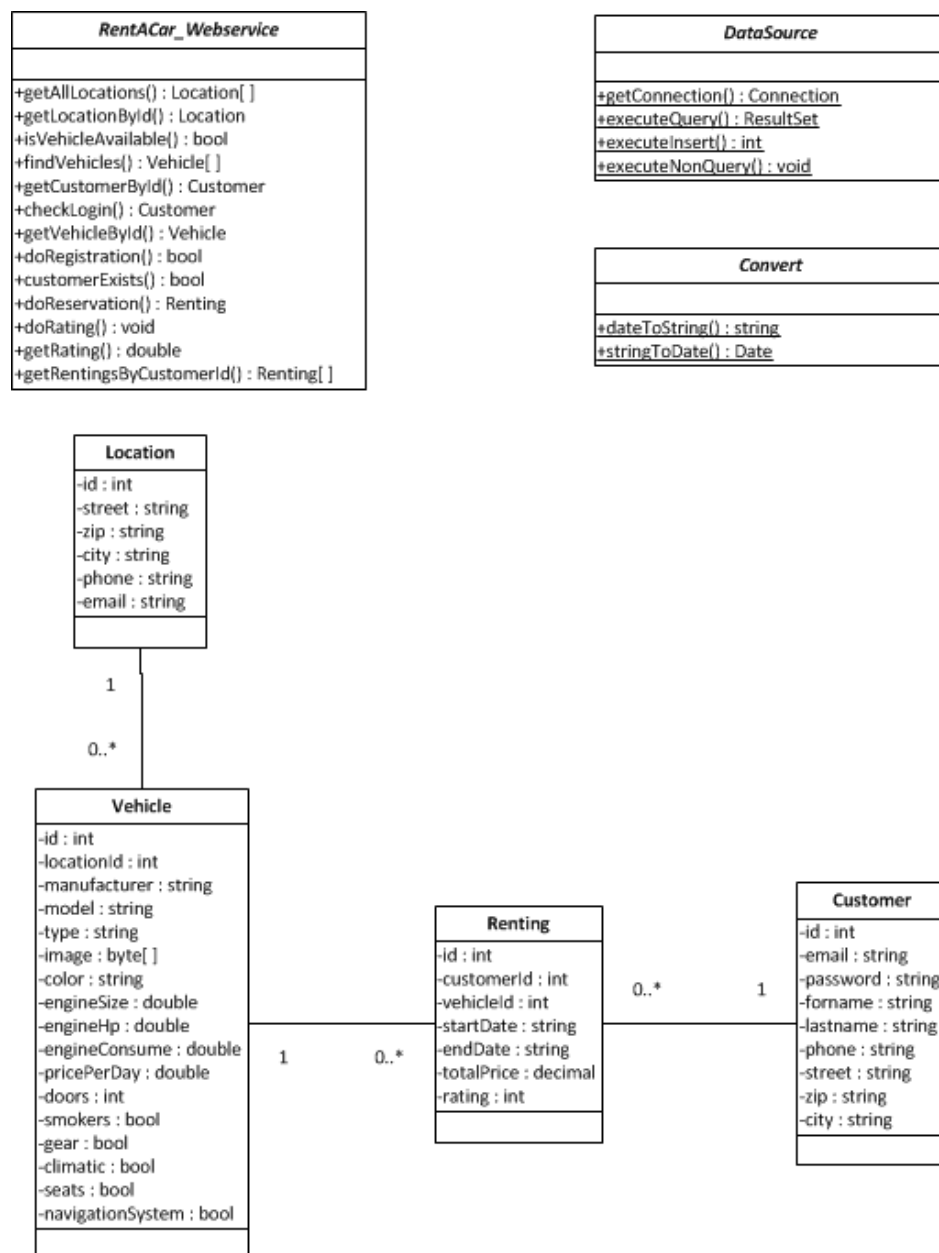 RentACar_Webservice
+getAllLocations() : Location[ ]
+getLocationById() : Location
+isVehicleAvailable() : bool
+findVehicles() : Vehicle[ ]
+getCustomerById() : Customer
+checkLogin() : Customer
+getVehicleById() : Vehicle
+doRegistration() : bool
+customerExists() : bool
+doReservation() : Renting
+doRating() : void
+getRating() : double
+getRentingsByCustomerId() : Renting[ ]
DataSource
+getConnection() : Connection
+executeQuery() : ResultSet
+executeInsert() : int
+executeNonQuery() : void
Convert
+dateToString() : string
+stringToDate() : Date
Location
-id : int
-street : string
-zip : string
-city : string
-phone : string
-email : string
1
0..*
Vehicle
-id : int
-locationId : int
-manufacturer : string
-model : string
-type : string
-image : byte[ ]
-color : string
-engineSize : double
-engineHp : double
-engineConsume : double
-pricePerDay : double
-doors : int
-smokers : bool
-gear : bool
-climatic : bool
-seats : bool
-navigationSystem : bool
1
0..*
Renting
-id : int
-customerId : int
-vehicleId : int
-startDate : string
-endDate : string
-totalPrice : decimal
-rating : int
0..*
1
Customer
-id : int
-email : string
-password : string
-forname : string
-lastname : string
-phone : string
-street : string
-zip : string
-city : string